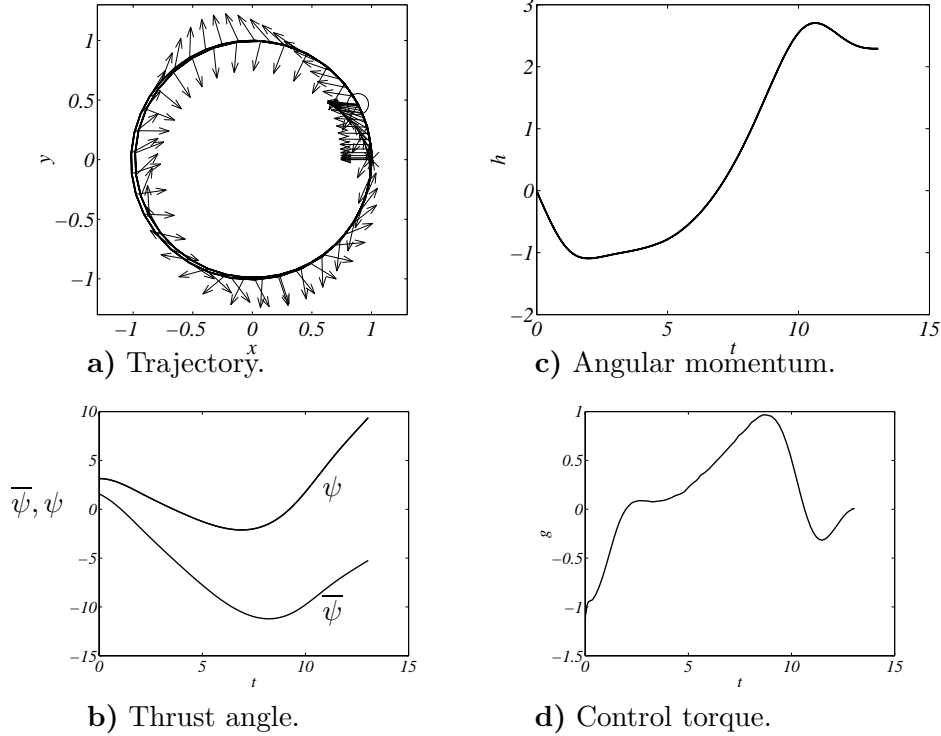 1
0.5
0
−0.5
−1
y
−1
−0.5
0
0.5
1
x
a) Trajectory.
3
2
1
0
−1
−2
h
0
5
10
15
t
c) Angular momentum.
10
5
0
−5
−10
−15
ψ̅, ψ
ψ
ψ̅
0
5
10
15
t
b) Thrust angle.
1
0.5
0
−0.5
−1
−1.5
g
0
5
10
15
t
d) Control torque.